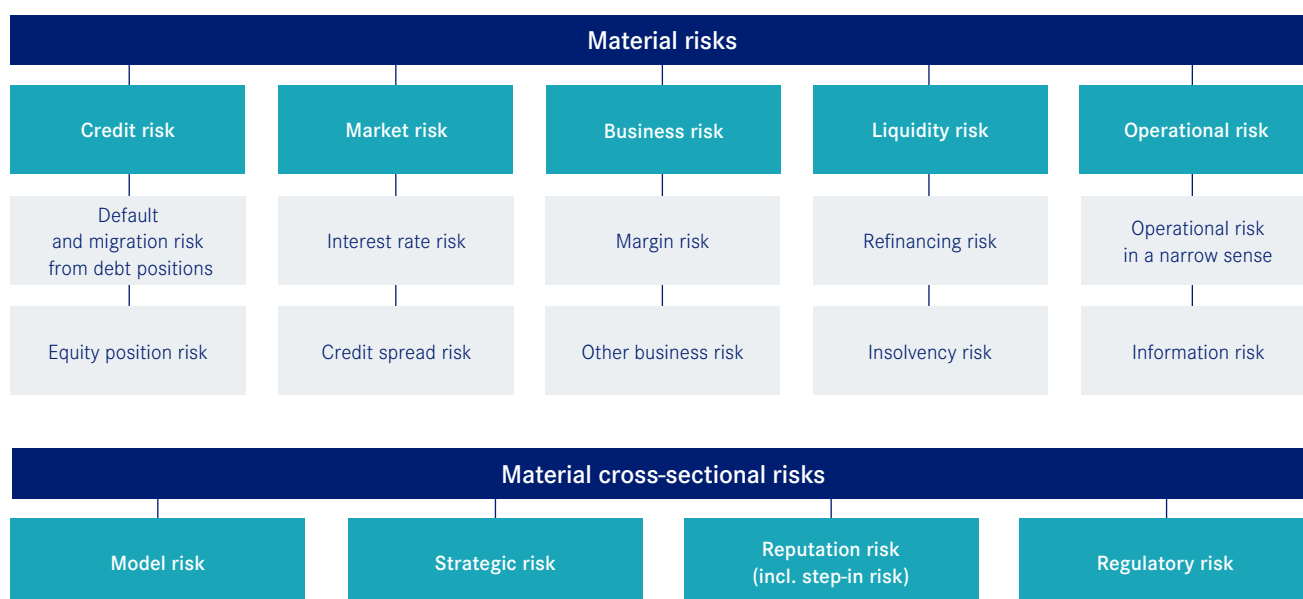 Material risks
Credit risk
Market risk
Business risk
Liquidity risk
Operational risk
Default
and migration risk
from debt positions
Interest rate risk
Margin risk
Refinancing risk
Operational risk
in a narrow sense
Equity position risk
Credit spread risk
Other business risk
Insolvency risk
Information risk
Material cross-sectional risks
Model risk
Strategic risk
Reputation risk
(incl. step-in risk)
Regulatory risk